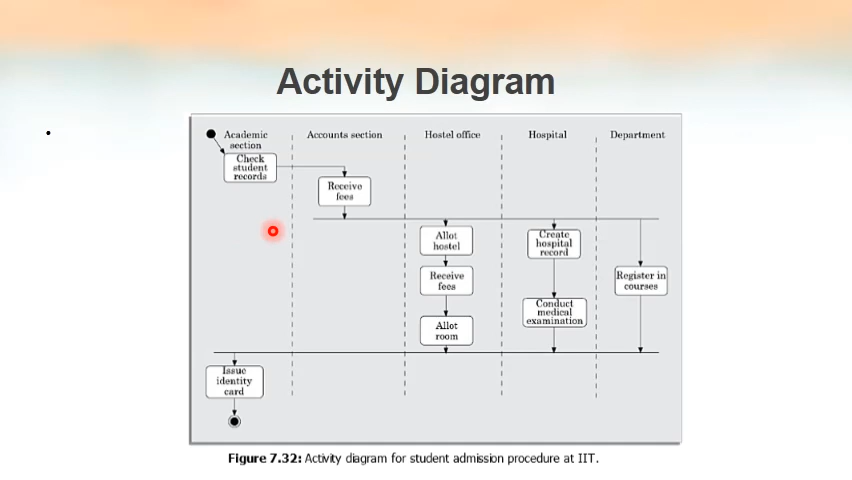 Activity Diagram
•
Academic section
Accounts section
Hostel office
Hospital
Department
Check
student
records
Receive
fees
Allot
hostel
Create
hospital
record
Receive
fees
Register in
courses
Conduct
medical
examination
Allot
room
Issue
identity
card
Figure 7.32: Activity diagram for student admission procedure at IIT.